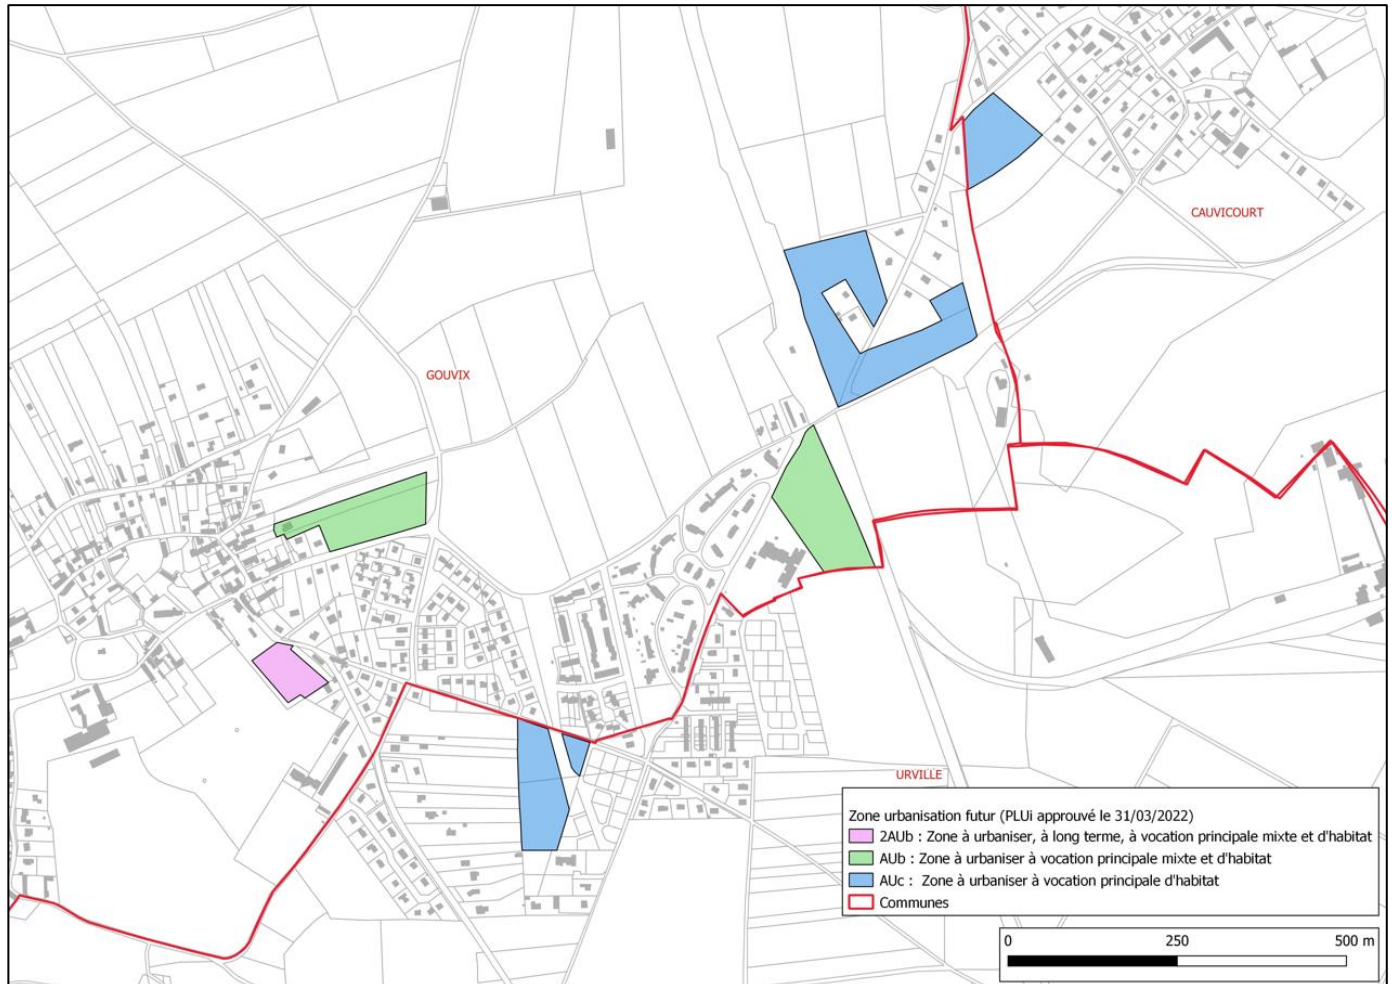 CAUVICOURT
GOUVIX
URVILLE
Zone urbanisation futur (PLUi approuvé le 31/03/2022)
2AUb : Zone à urbaniser, à long terme, à vocation principale mixte et d'habitat
AUb : Zone à urbaniser à vocation principale mixte et d'habitat
AUc : Zone à urbaniser à vocation principale d'habitat
Communes
0 250 500 m